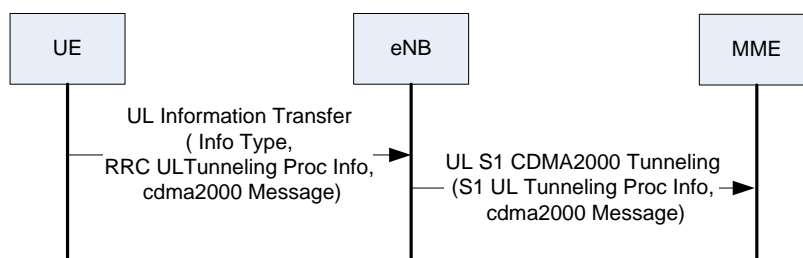 UE
eNB
MME
UL Information Transfer
( Info Type,
RRC ULTunneling Proc Info,
cdma2000 Message)
UL S1 CDMA2000 Tunneling
(S1 UL Tunneling Proc Info,
cdma2000 Message)